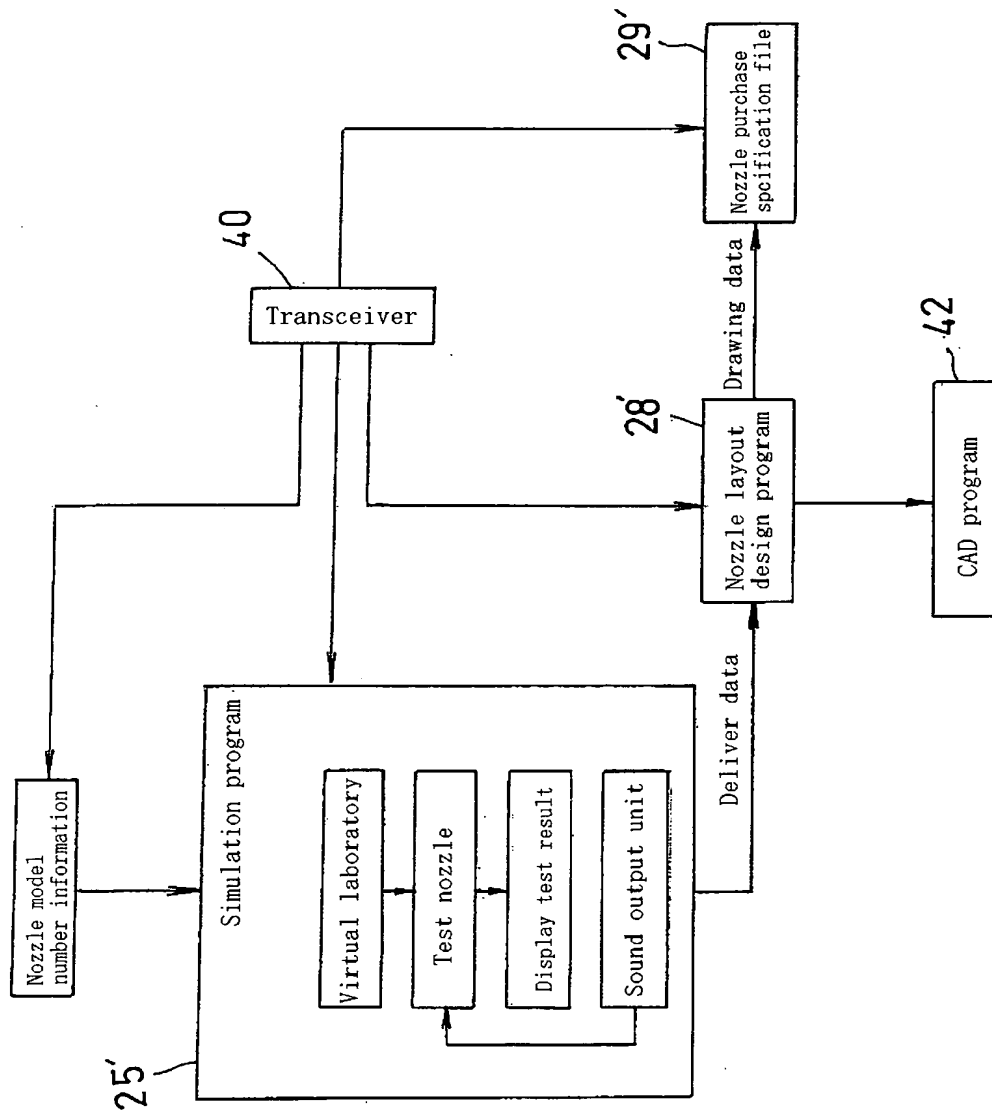 25′
Nozzle model
number information
Simulation program
Virtual laboratory
Test nozzle
Display test result
Sound output unit
40
Transceiver
Deliver data
28′
Nozzle layout
design program
Drawing data
29′
Nozzle purchase
spcification file
42
CAD program